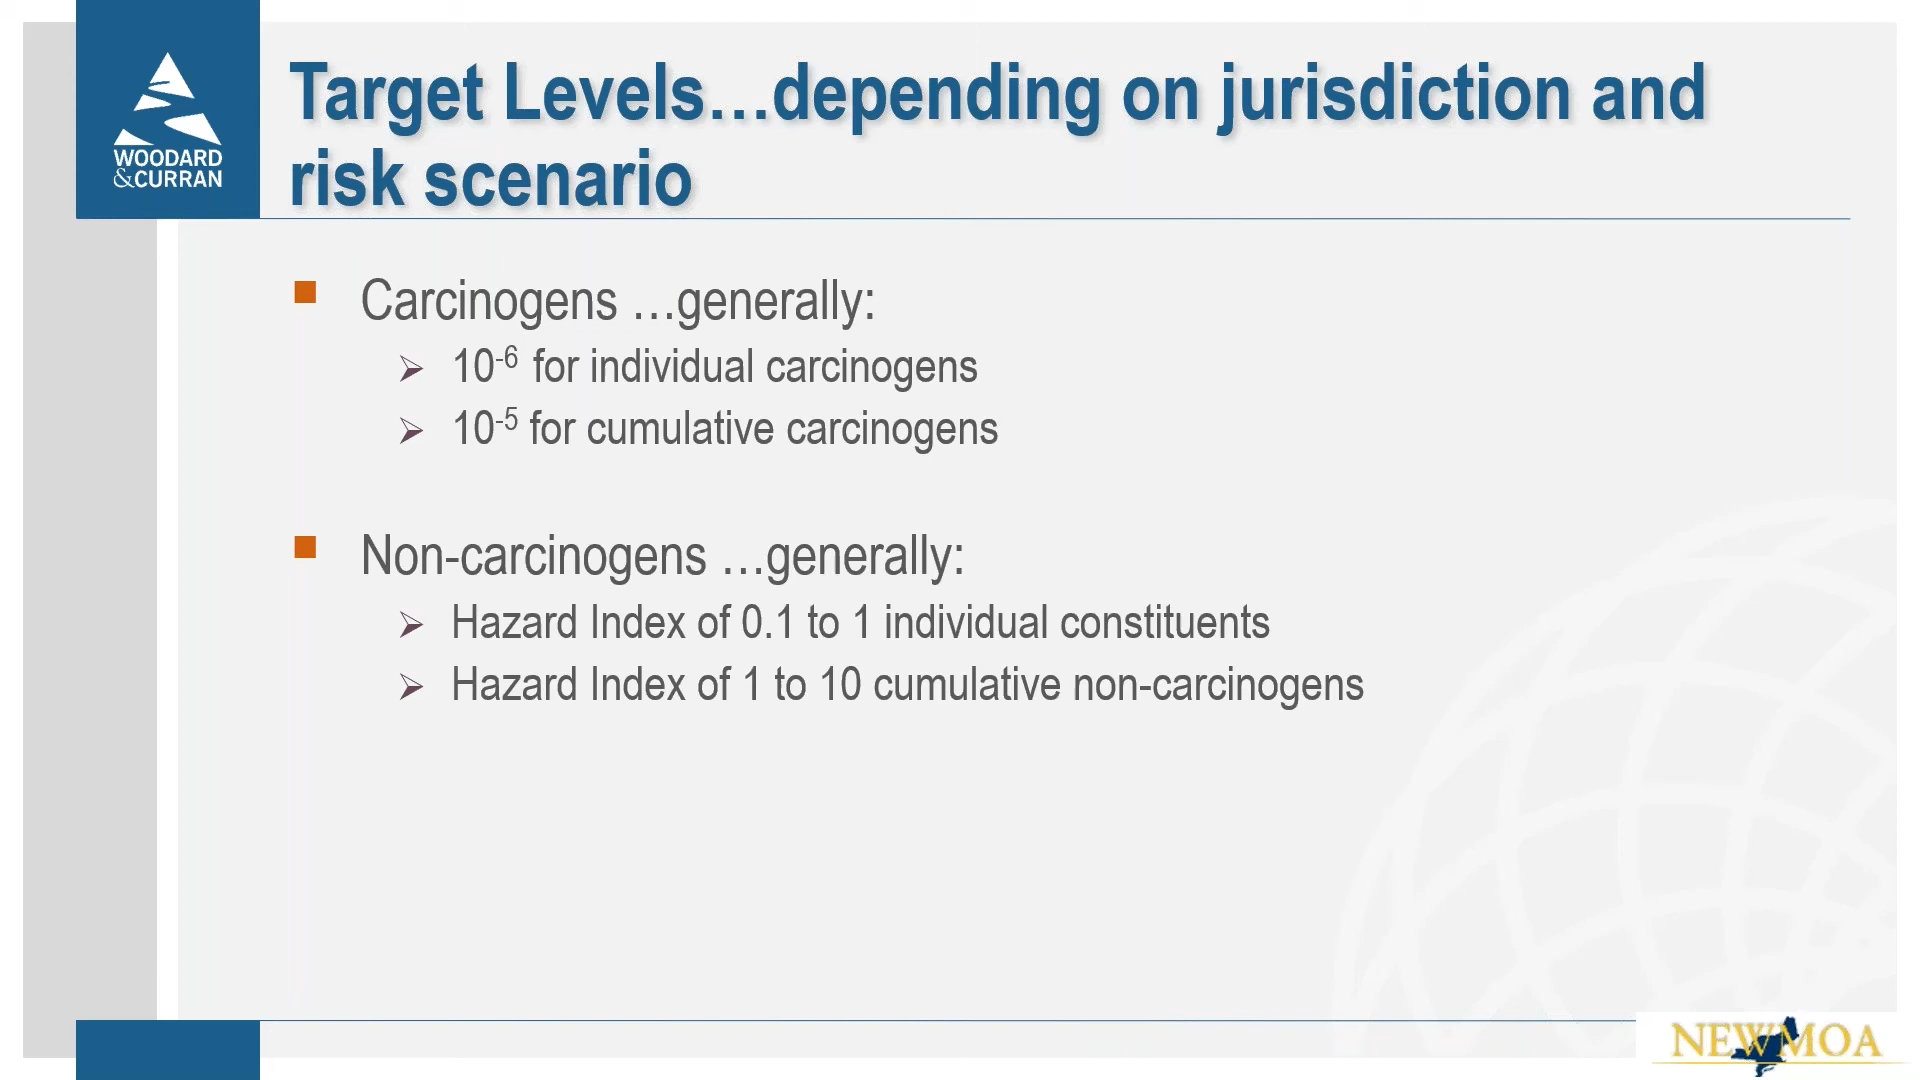 WOODARD
&CURRAN
Target Levels…depending on jurisdiction and
risk scenario
Carcinogens …generally:
10⁻⁶ for individual carcinogens
10⁻⁵ for cumulative carcinogens
Non-carcinogens …generally:
Hazard Index of 0.1 to 1 individual constituents
Hazard Index of 1 to 10 cumulative non-carcinogens
NEWMOA